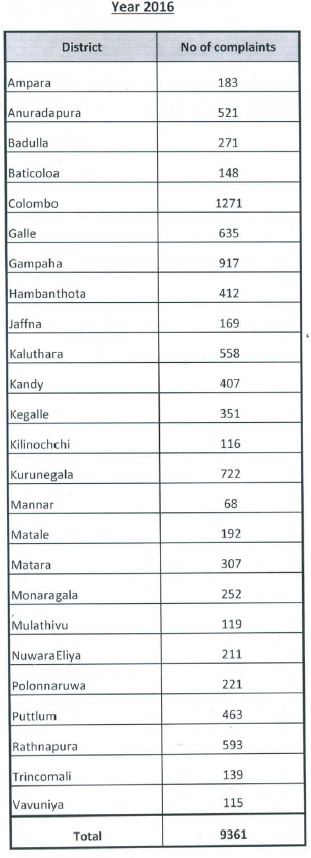 Year 2016
District No of complaints
Ampara 183
Anuradapura 521
Badulla 271
Baticoloa 148
Colombo 1271
Galle 635
Gampaha 917
Hambanthota 412
Jaffna 169
Kaluthara 558
Kandy 407
Kegalle 351
Kilinochchi 116
Kurunegala 722
Mannar 68
Matale 192
Matara 307
Monaragala 252
Mulathivu 119
Nuwara Eliya 211
Polonnaruwa 221
Puttlum 463
Rathnapura 593
Trincomali 139
Vavuniya 115
Total 9361